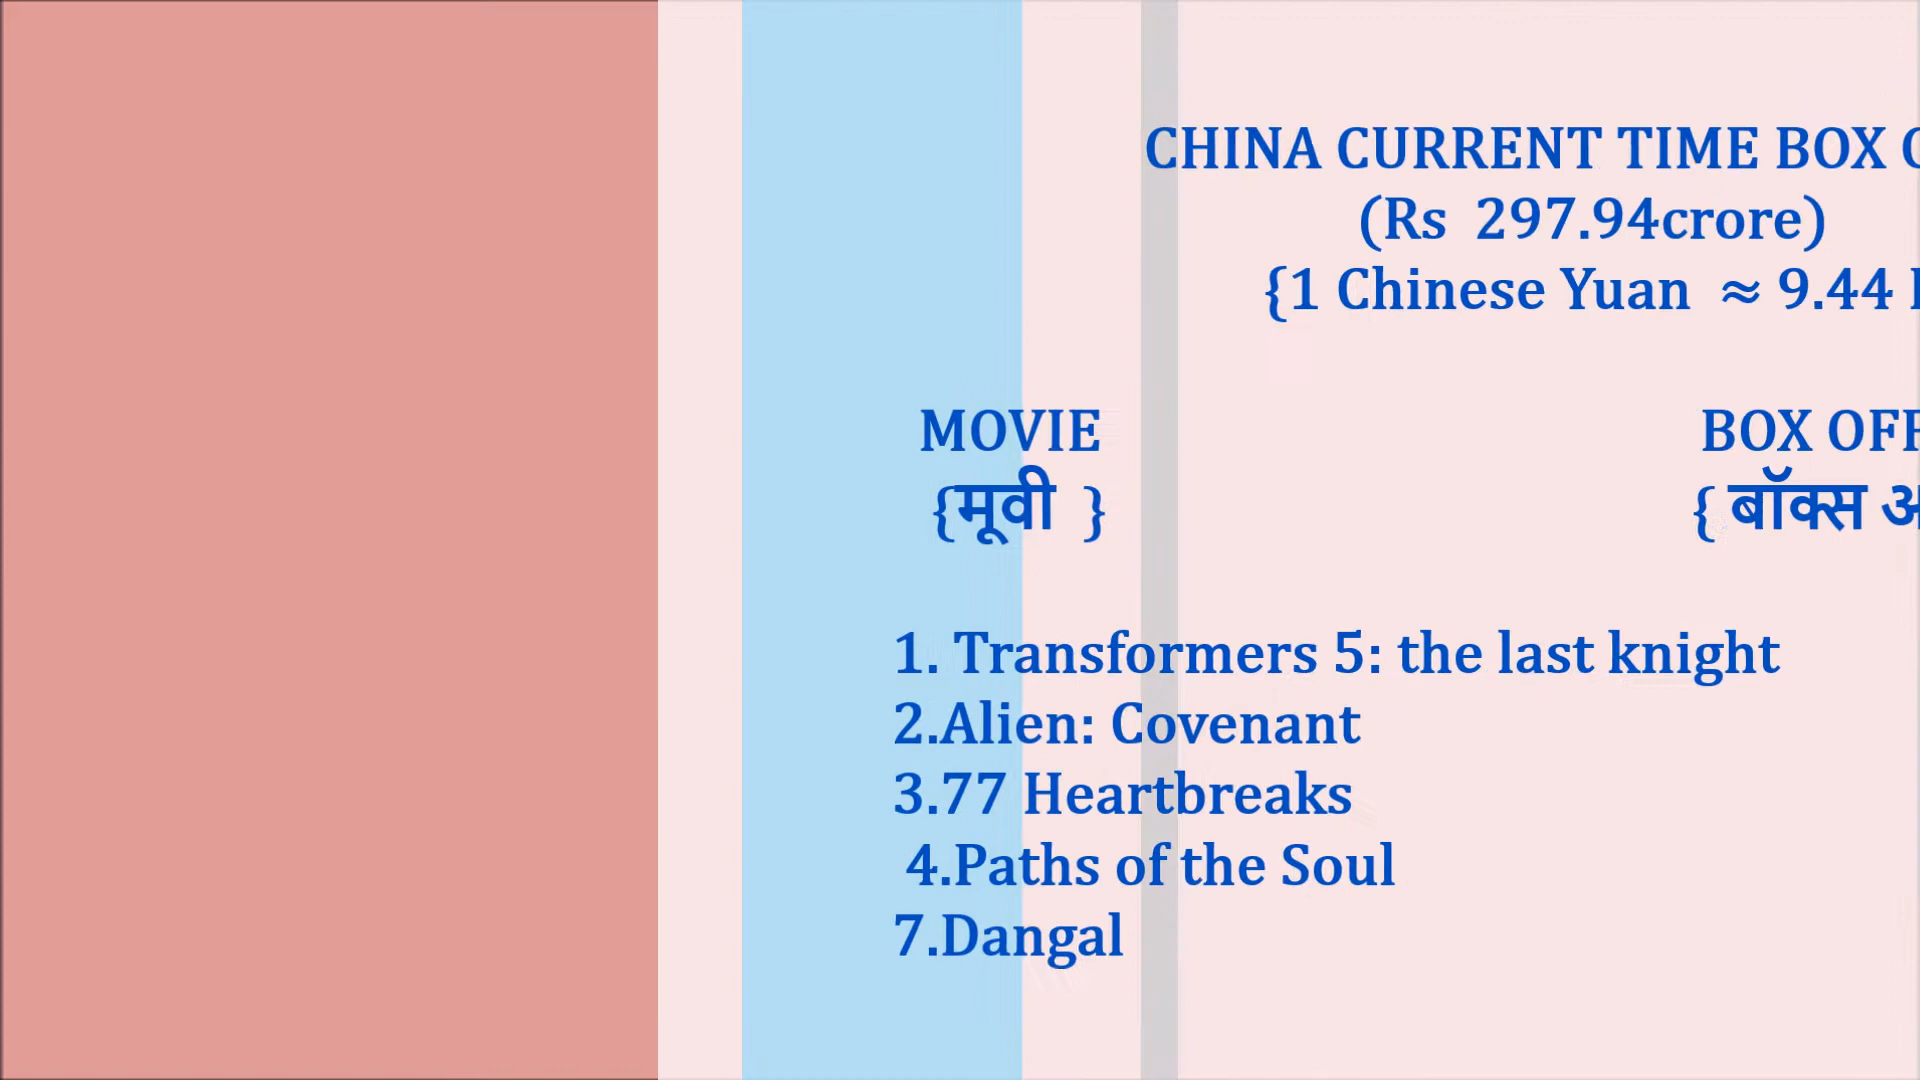 CHINA CURRENT TIME BOX
(Rs 297.94crore)
{1 Chinese Yuan ≈ 9.44
MOVIE BOX
{मूवी } { बॉक्स
1. Transformers 5: the last knight
2.Alien: Covenant
3.77 Heartbreaks
4.Paths of the Soul
7.Dangal